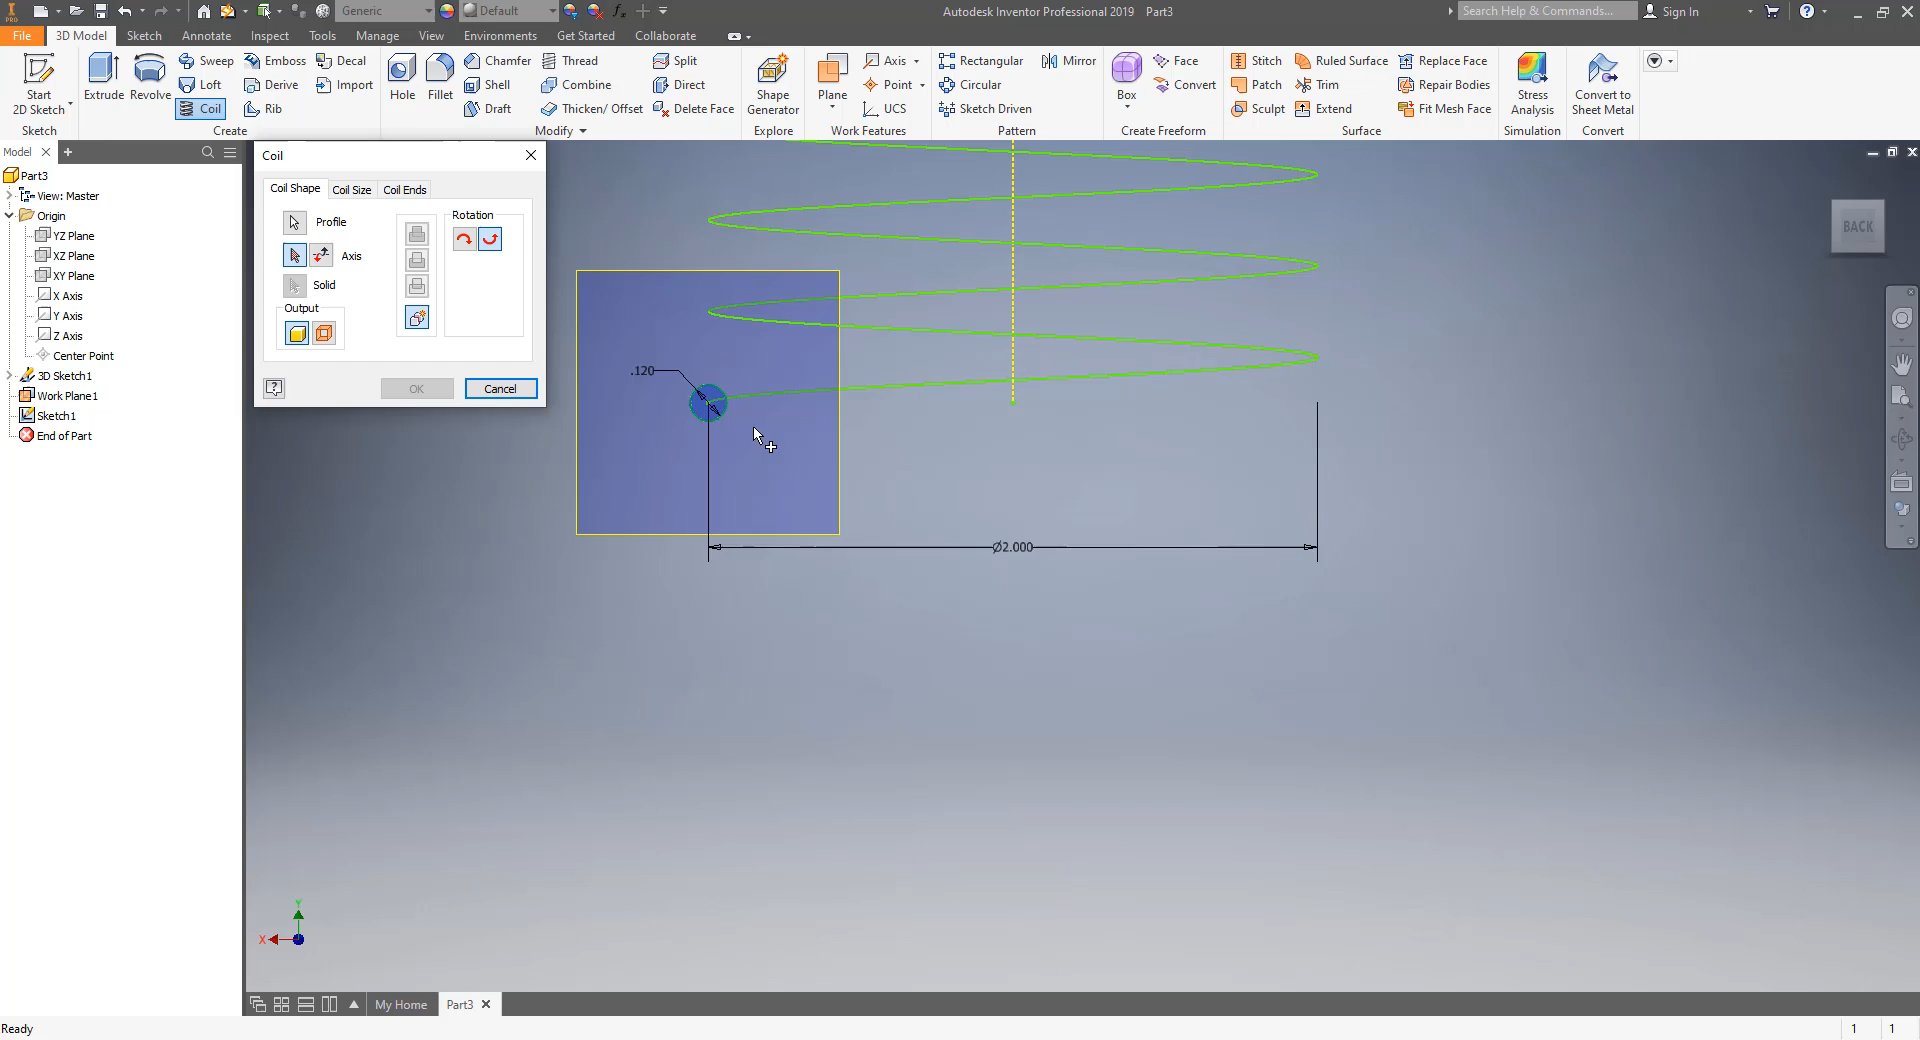 Generic
Default
fx
Autodesk Inventor Professional 2019 Part3
Search Help & Commands...
Sign In
PRO
File
3D Model
Sketch
Annotate
Inspect
Tools
Manage
View
Environments
Get Started
Collaborate
Start
2D Sketch
Extrude
Revolve
Sweep
Loft
Coil
Emboss
Derive
Rib
Decal
Import
Hole
Fillet
Chamfer
Shell
Draft
Thread
Combine
Thicken/ Offset
Split
Direct
Delete Face
Shape
Generator
Plane
Axis
Point
UCS
Rectangular
Circular
Sketch Driven
Mirror
Box
Face
Convert
Stitch
Patch
Sculpt
Ruled Surface
Trim
Extend
Replace Face
Repair Bodies
Fit Mesh Face
Stress
Analysis
Convert to
Sheet Metal
Sketch
Create
Modify
Explore
Work Features
Pattern
Create Freeform
Surface
Simulation
Convert
Model
Part3
View: Master
Origin
YZ Plane
XZ Plane
XY Plane
X Axis
Y Axis
Z Axis
Center Point
3D Sketch1
Work Plane1
Sketch1
End of Part
Coil
Coil Shape
Coil Size
Coil Ends
Profile
Axis
Solid
Output
Rotation
?
OK
Cancel
.120
Ø2.000
BACK
Y
X
My Home
Part3
Ready
1
1